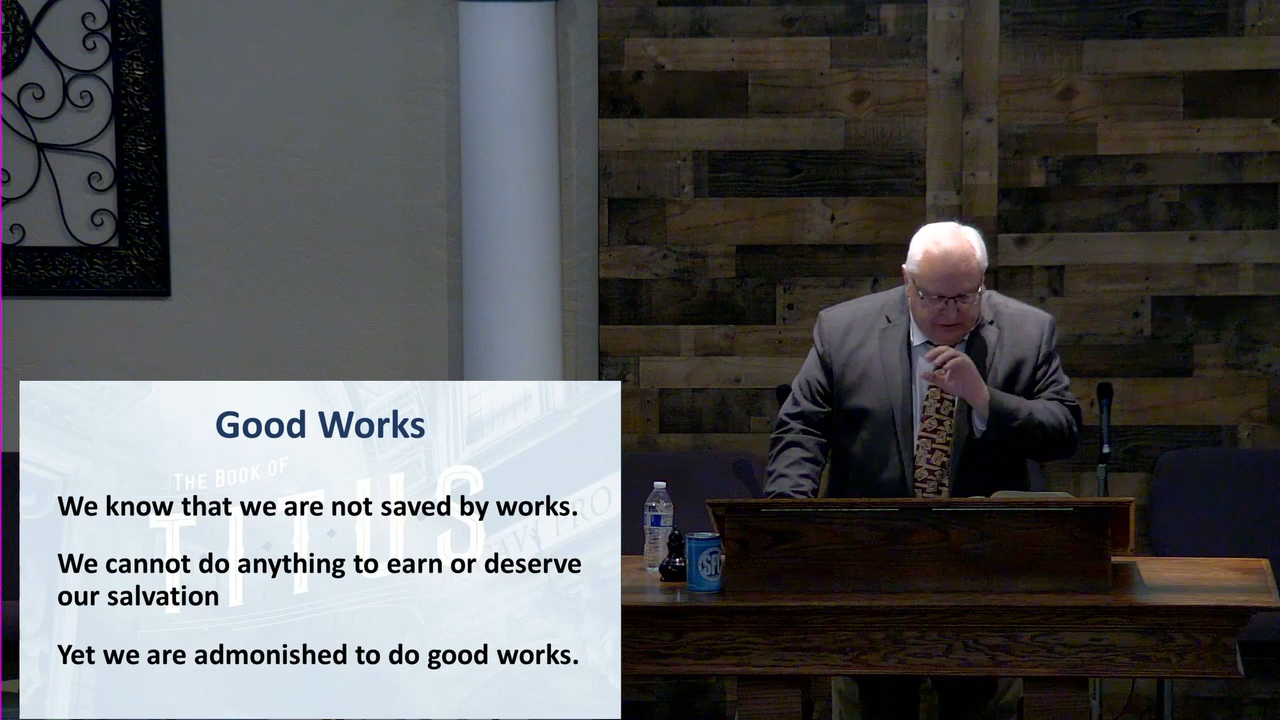 Good Works
THE BOOK OF
TITUS
We know that we are not saved by works.
We cannot do anything to earn or deserve
our salvation
Yet we are admonished to do good works.